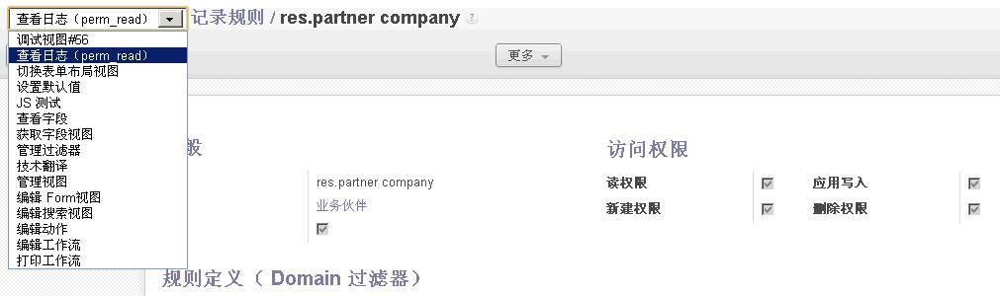 查看日志（perm_read） 记录规则 / res.partner company ?
调试视图#56
查看日志（perm_read）
更多
切换表单布局视图
设置默认值
JS 测试
查看字段
获取字段视图
管理过滤器
技术翻译
管理视图
编辑 Form视图
编辑搜索视图
编辑动作
编辑工作流
打印工作流
般
访问权限
res.partner company
读权限 应用写入
业务伙伴
新建权限 删除权限
规则定义（ Domain 过滤器）